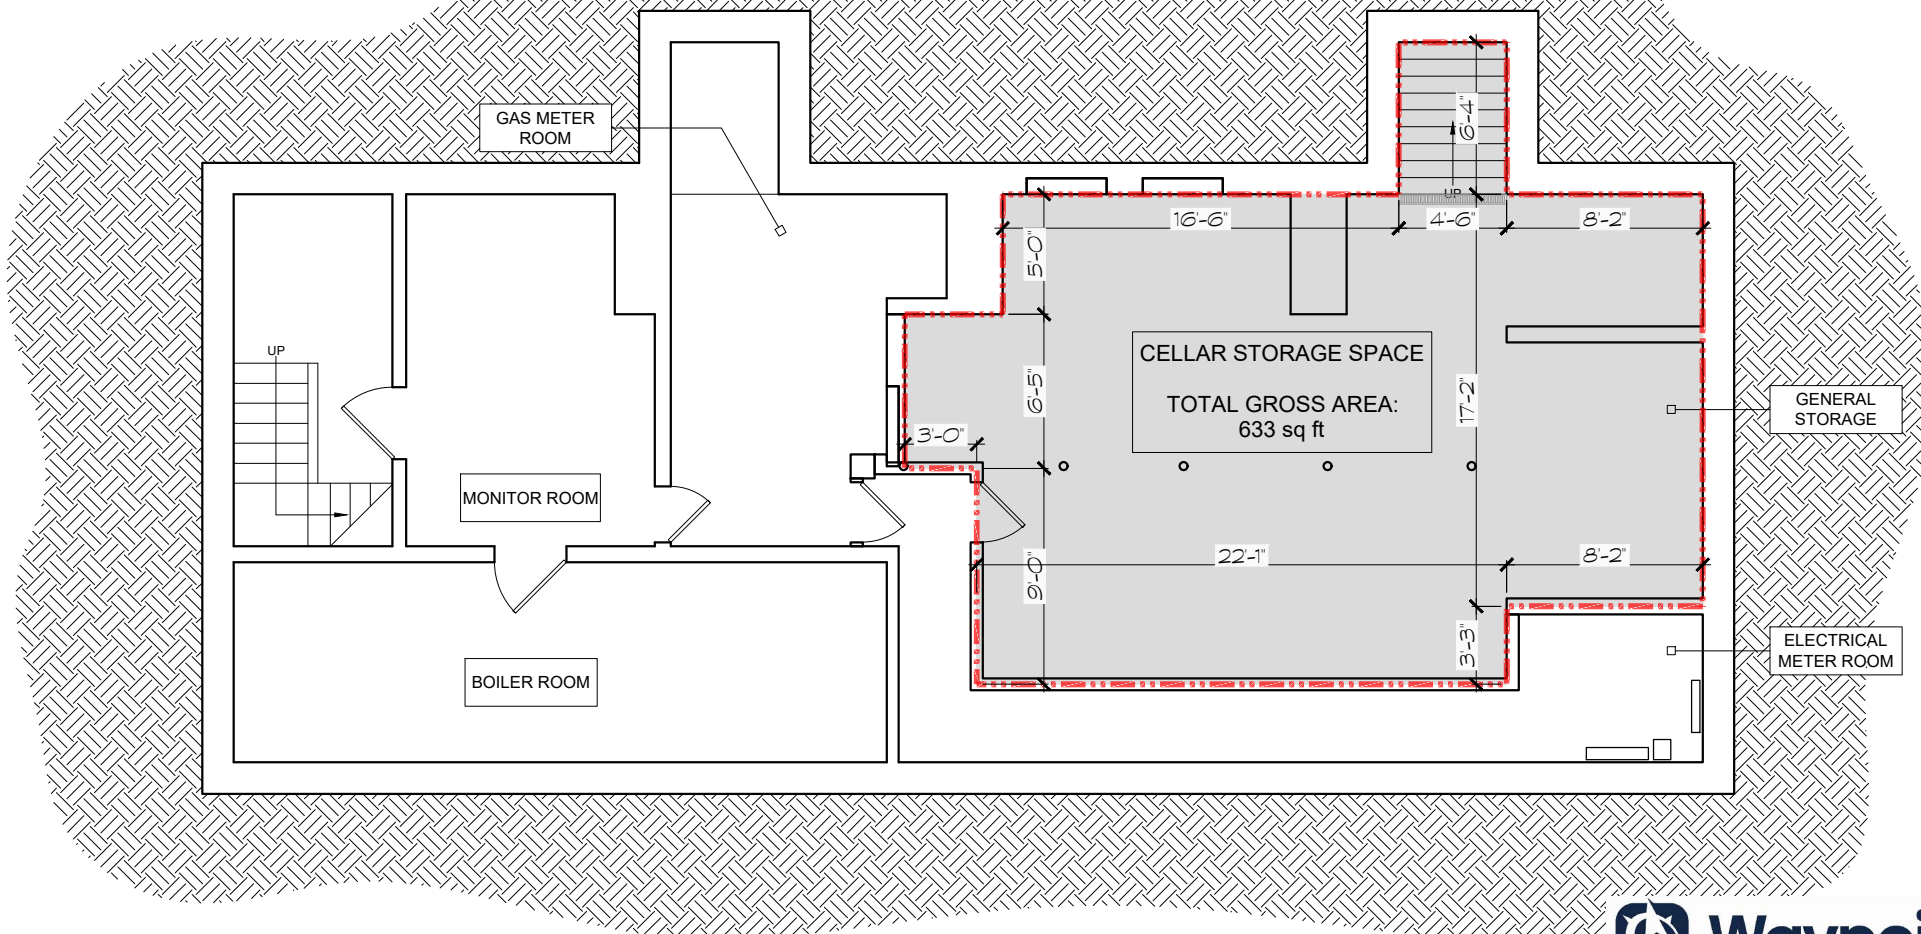 GAS METER
ROOM
6'-4"
UP
16'-6"
4'-6"
8'-2"
5'-0"
CELLAR STORAGE SPACE
TOTAL GROSS AREA:
633 sq ft
6'-5"
17'-2"
UP
GENERAL
STORAGE
3'-0"
MONITOR ROOM
22'-1"
8'-2"
9'-0"
3'-3"
ELECTRICAL
METER ROOM
BOILER ROOM